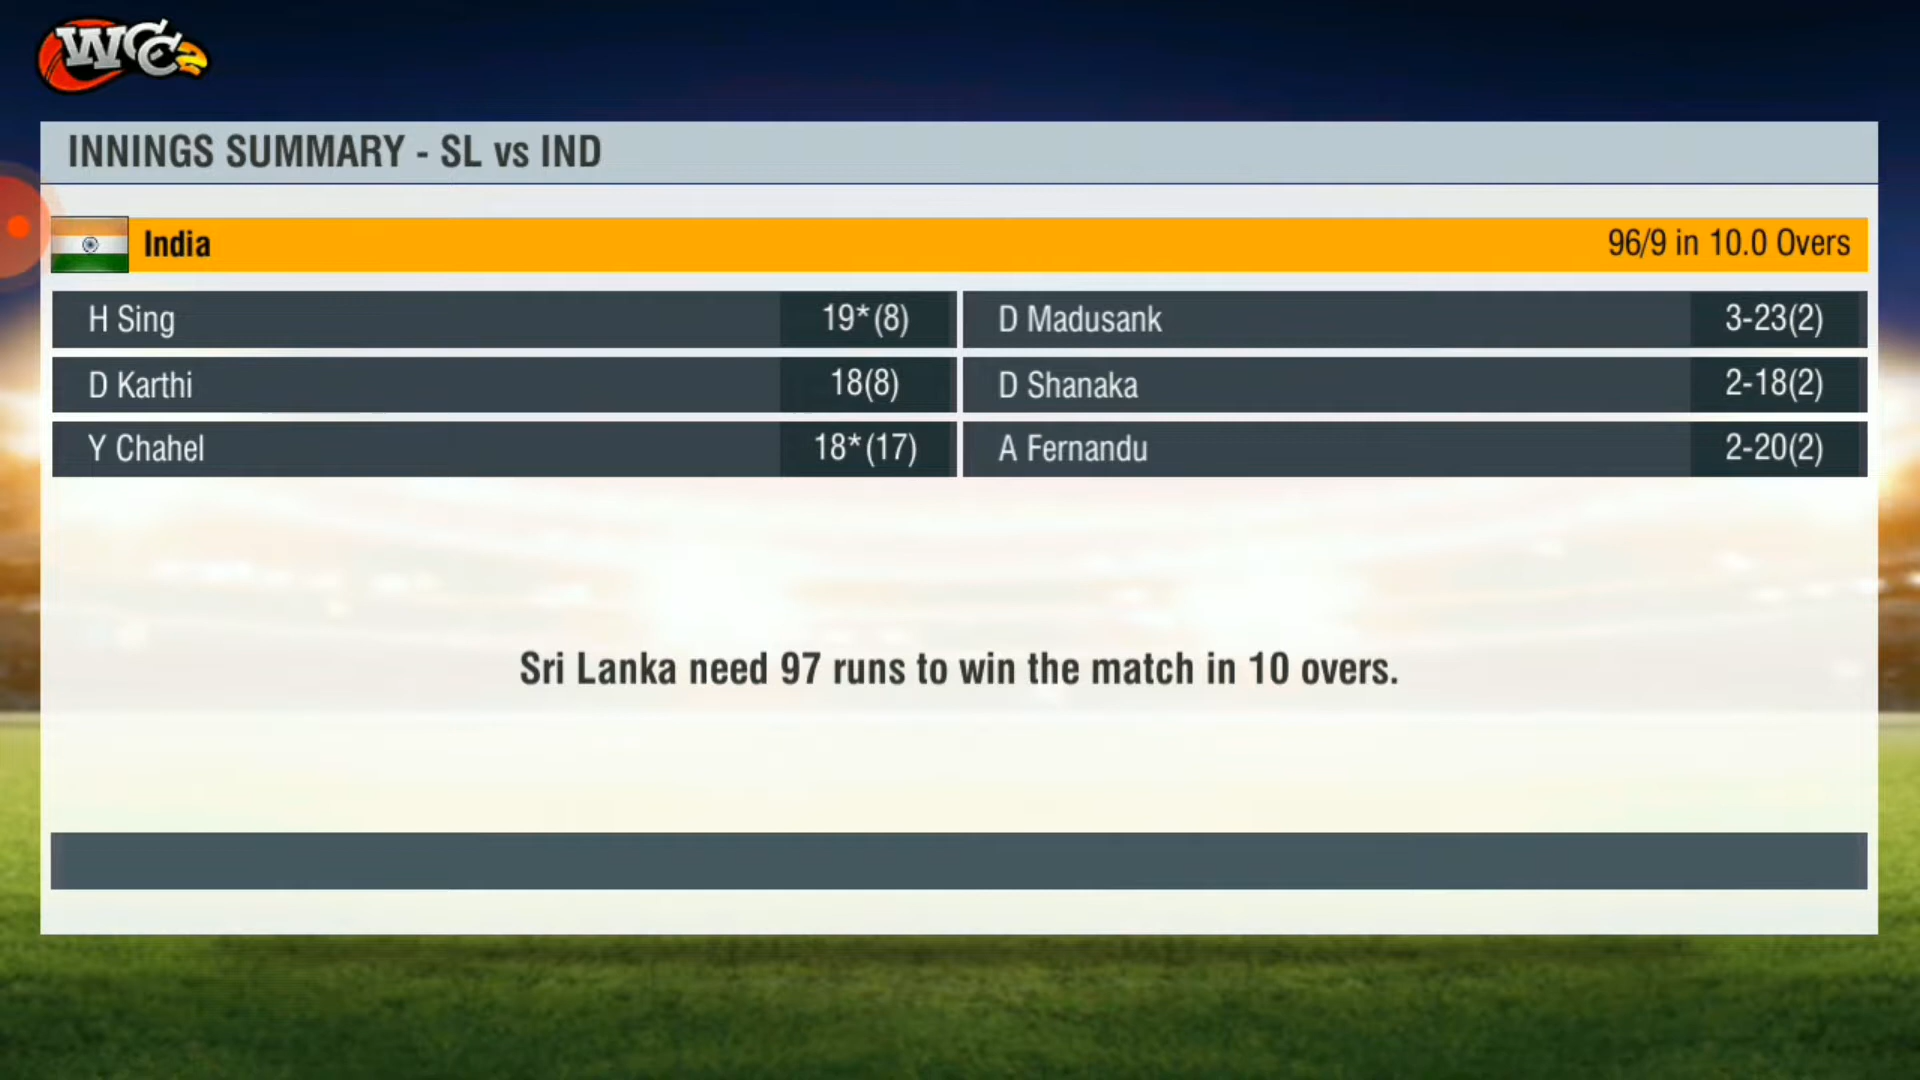 WCC2
INNINGS SUMMARY - SL vs IND
India 96/9 in 10.0 Overs
H Sing 19*(8) D Madusank 3-23(2)
D Karthi 18(8) D Shanaka 2-18(2)
Y Chahel 18*(17) A Fernandu 2-20(2)
Sri Lanka need 97 runs to win the match in 10 overs.